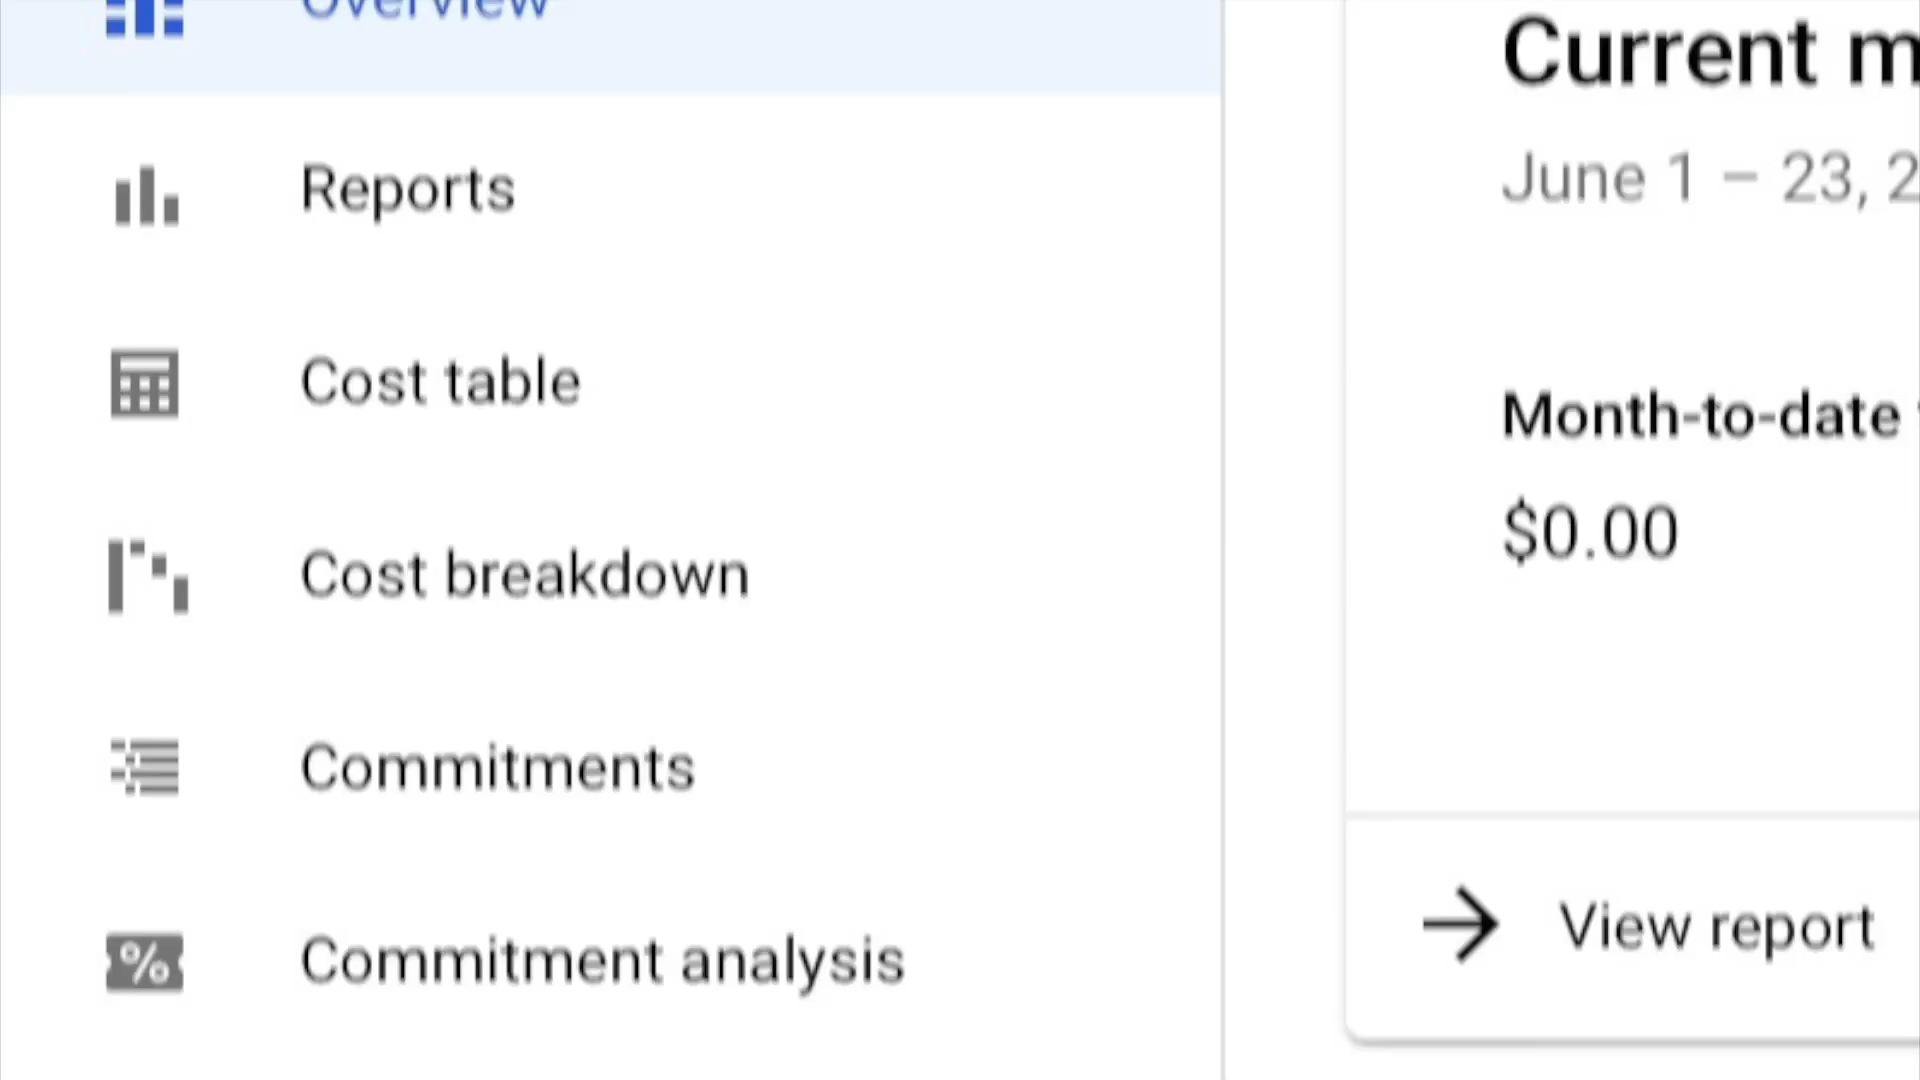 Overview
Reports
Cost table
Cost breakdown
Commitments
Commitment analysis
Current
June 1 – 23,
Month-to-date
$0.00
View report